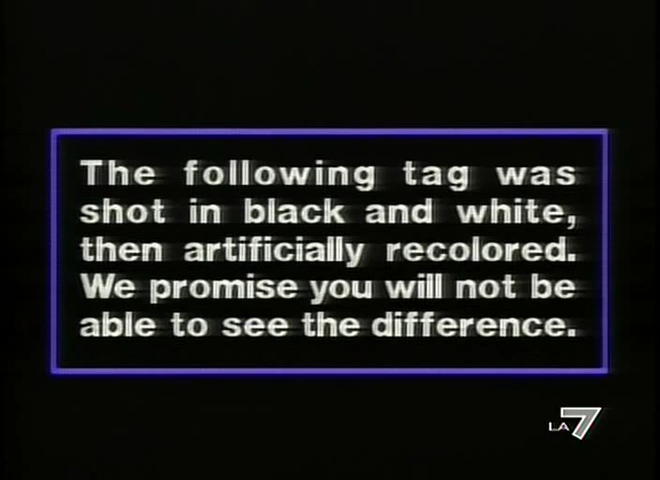 The following tag was
shot in black and white,
then artificially recolored.
We promise you will not be
able to see the difference.
LA7